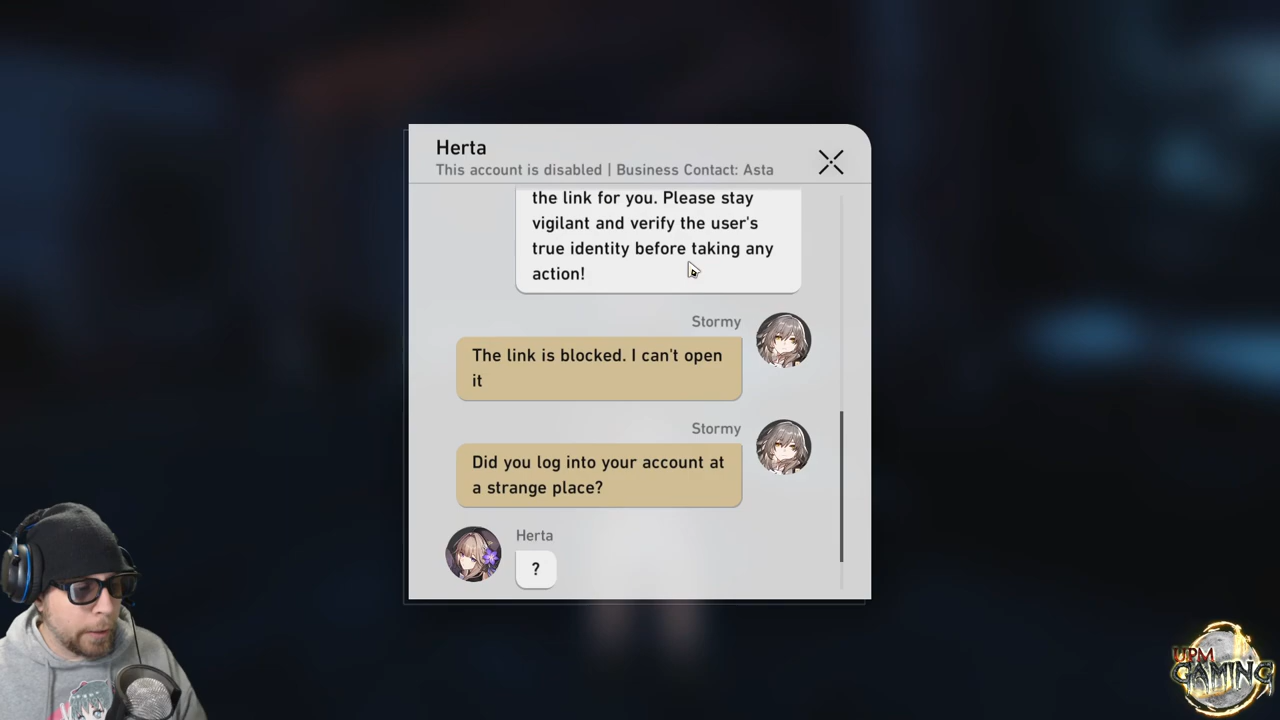 Herta
This account is disabled | Business Contact: Asta
the link for you. Please stay
vigilant and verify the user's
true identity before taking any
action!
Stormy
The link is blocked. I can't open
it
Stormy
Did you log into your account at
a strange place?
Herta
?
UPM
GAMING